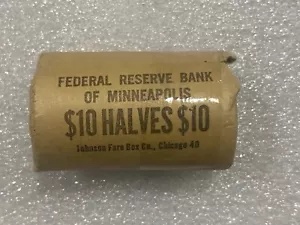 FEDERAL RESERVE BANK
OF MINNEAPOLIS
$10 HALVES $10
Johnson Fare Box Co., Chicago 40